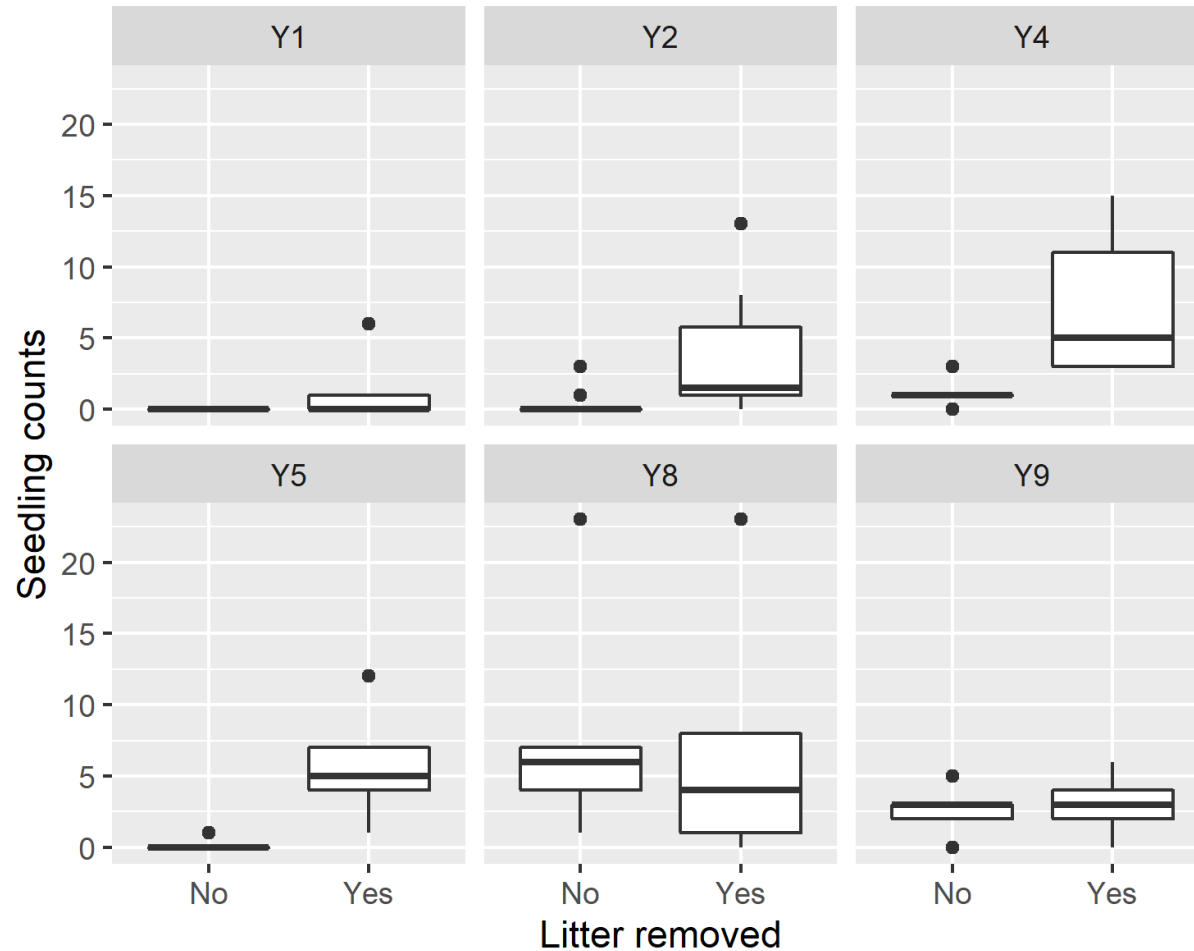 Y1 Y2 Y4
20
15
10
5
0
Y5 Y8 Y9
20
15
10
5
0
No Yes No Yes No Yes
Litter removed
Seedling counts